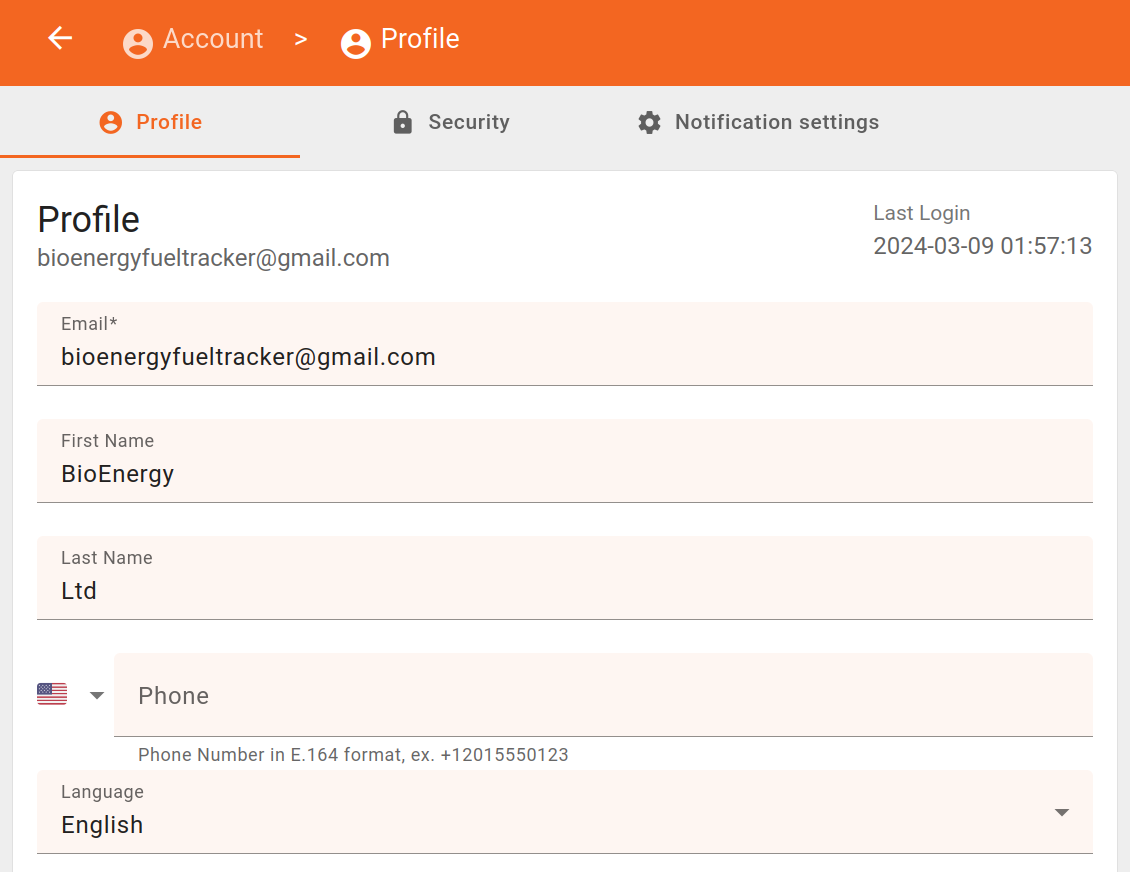 Account > Profile
Profile Security Notification settings
Profile
bioenergyfueltracker@gmail.com
Last Login
2024-03-09 01:57:13
Email*
bioenergyfueltracker@gmail.com
First Name
BioEnergy
Last Name
Ltd
Phone
Phone Number in E.164 format, ex. +12015550123
Language
English